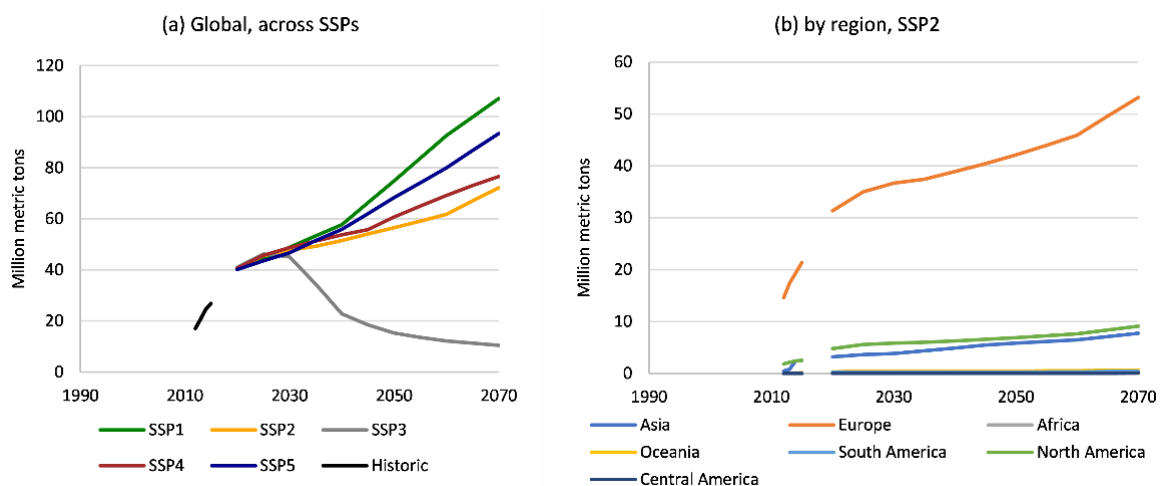 (a) Global, across SSPs
120
100
80
60
40
20
0
Million metric tons
1990 2010 2030 2050 2070
SSP1 SSP2 SSP3
SSP4 SSP5 Historic
(b) by region, SSP2
60
50
40
30
20
10
0
Million metric tons
1990 2010 2030 2050 2070
Asia Europe Africa
Oceania South America North America
Central America